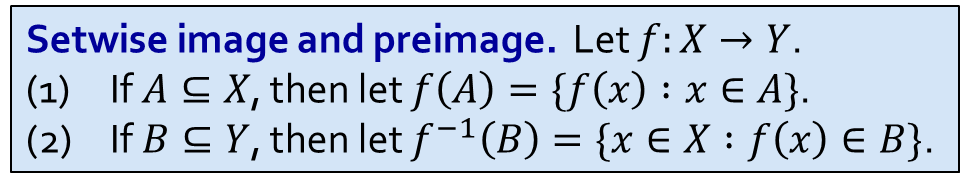 Setwise image and preimage. Let 𝑓: 𝑋 → 𝑌.
(1) If 𝐴 ⊆ 𝑋, then let 𝑓(𝐴) = {𝑓(𝑥) : 𝑥 ∈ 𝐴}.
(2) If 𝐵 ⊆ 𝑌, then let 𝑓⁻¹(𝐵) = {𝑥 ∈ 𝑋 : 𝑓(𝑥) ∈ 𝐵}.